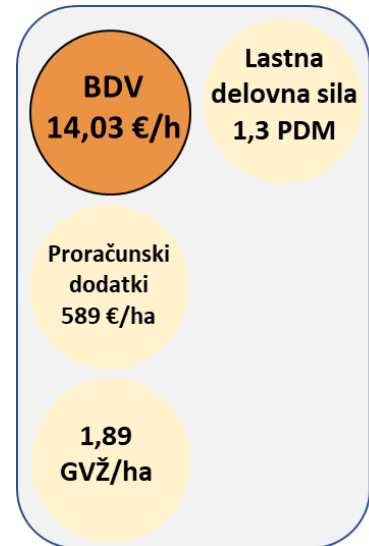 BDV
14,03 €/h
Lastna
delovna sila
1,3 PDM
Proračunski
dodatki
589 €/ha
1,89
GVŽ/ha